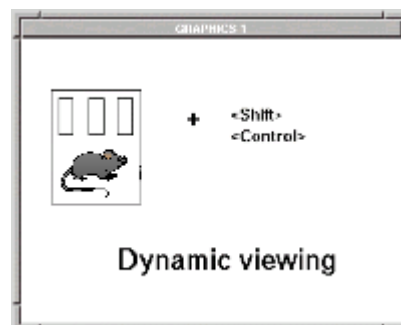 GRAPHICS 1
+ <Shift>
<Control>
Dynamic viewing